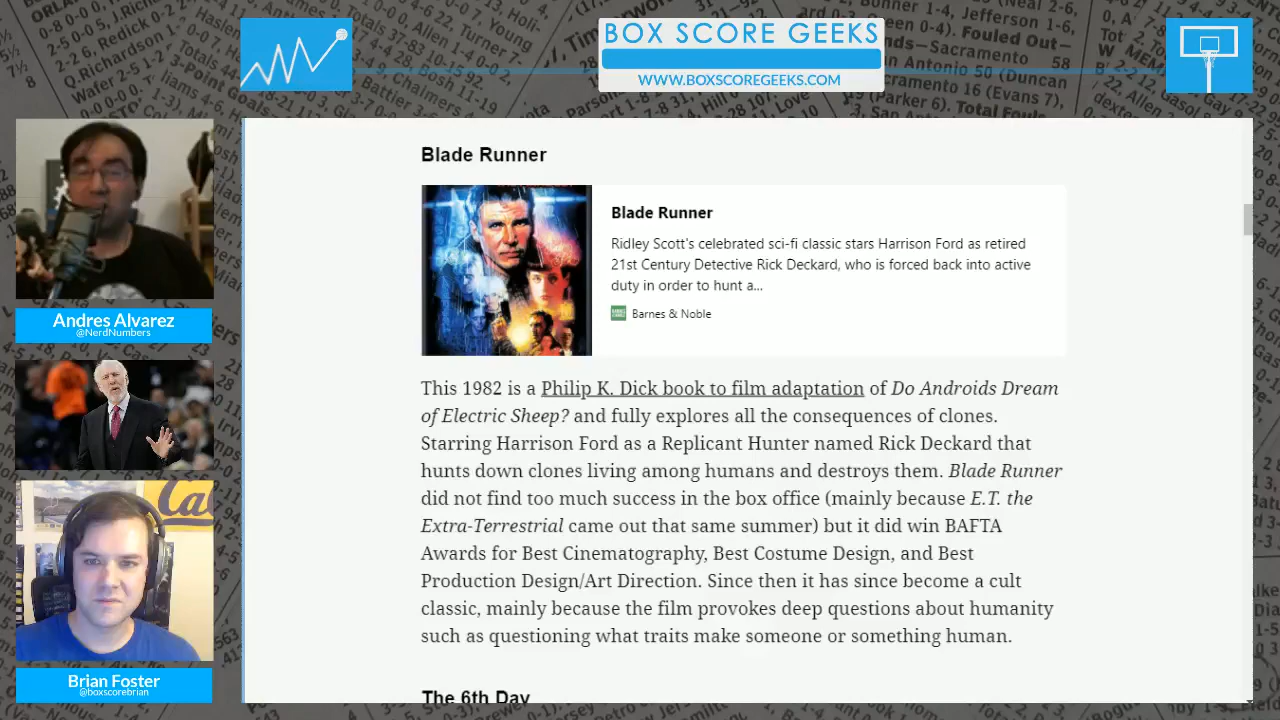 BOX SCORE GEEKS
WWW.BOXSCOREGEEKS.COM
Andres Alvarez
@NerdNumbers
Cal
Brian Foster
@boxscorebrian
Blade Runner
Blade Runner
Ridley Scott's celebrated sci-fi classic stars Harrison Ford as retired
21st Century Detective Rick Deckard, who is forced back into active
duty in order to hunt a...
Barnes & Noble
This 1982 is a Philip K. Dick book to film adaptation of Do Androids Dream
of Electric Sheep? and fully explores all the consequences of clones.
Starring Harrison Ford as a Replicant Hunter named Rick Deckard that
hunts down clones living among humans and destroys them. Blade Runner
did not find too much success in the box office (mainly because E.T. the
Extra-Terrestrial came out that same summer) but it did win BAFTA
Awards for Best Cinematography, Best Costume Design, and Best
Production Design/Art Direction. Since then it has since become a cult
classic, mainly because the film provokes deep questions about humanity
such as questioning what traits make someone or something human.
The 6th Day